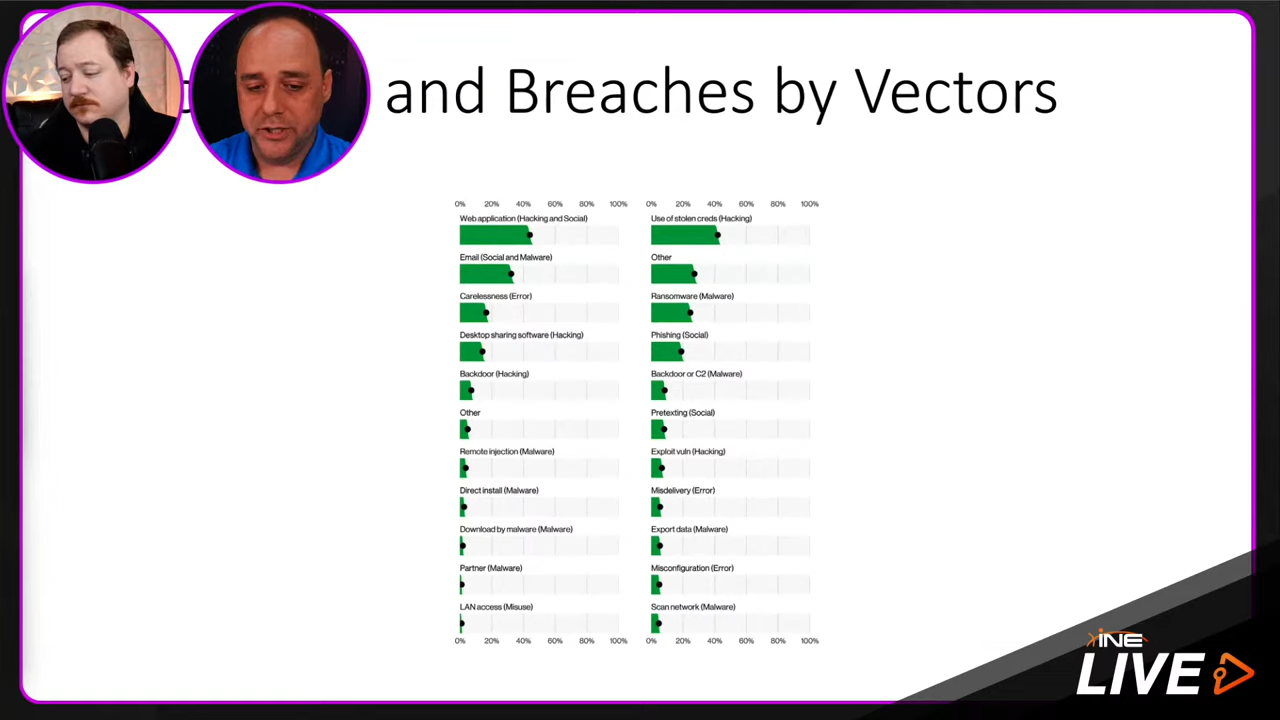 and Breaches by Vectors
0% 20% 40% 60% 80% 100%
Web application (Hacking and Social)
Email (Social and Malware)
Carelessness (Error)
Desktop sharing software (Hacking)
Backdoor (Hacking)
Other
Remote injection (Malware)
Direct install (Malware)
Download by malware (Malware)
Partner (Malware)
LAN access (Misuse)
0% 20% 40% 60% 80% 100%
0% 20% 40% 60% 80% 100%
Use of stolen creds (Hacking)
Other
Ransomware (Malware)
Phishing (Social)
Backdoor or C2 (Malware)
Pretexting (Social)
Exploit vuln (Hacking)
Misdelivery (Error)
Export data (Malware)
Misconfiguration (Error)
Scan network (Malware)
0% 20% 40% 60% 80% 100%
INE
LIVE